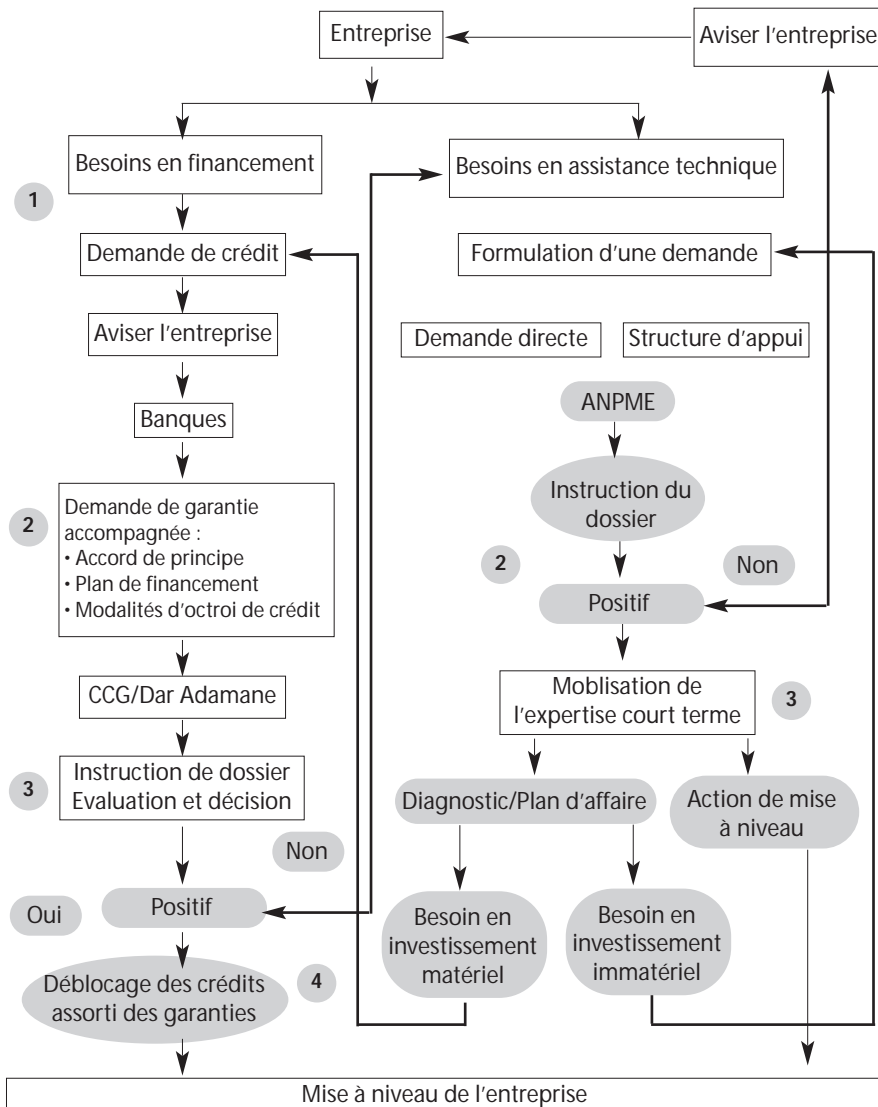 Entreprise
Aviser l'entreprise
Besoins en financement
Besoins en assistance technique
1
Demande de crédit
Formulation d'une demande
Aviser l'entreprise
Demande directe
Structure d'appui
Banques
ANPME
2
Demande de garantie
accompagnée :
• Accord de principe
• Plan de financement
• Modalités d'octroi de crédit
Instruction du
dossier
2
Non
Positif
CCG/Dar Adamane
Moblisation de
l'expertise court terme
3
3
Instruction de dossier
Evaluation et décision
Diagnostic/Plan d'affaire
Action de mise
à niveau
Non
Oui
Positif
Besoin en
investissement
matériel
Besoin en
investissement
immatériel
Déblocage des crédits
assorti des garanties
4
Mise à niveau de l'entreprise